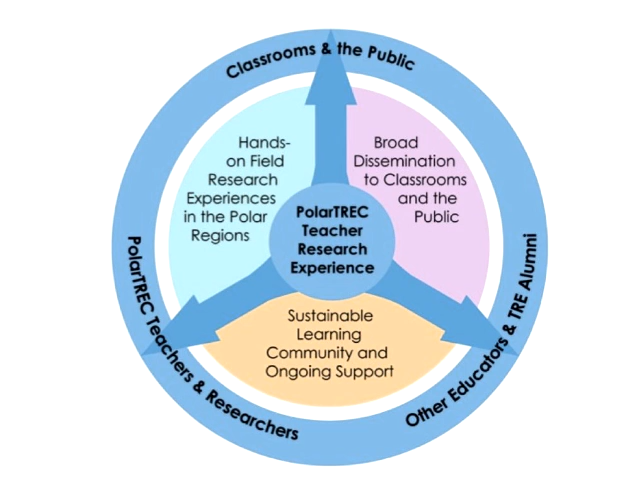 Classrooms & the Public
Hands-
on Field
Research
Experiences
in the Polar
Regions
Broad
Dissemination
to Classrooms
and the
Public
PolarTREC
Teacher
Research
Experience
Sustainable
Learning
Community and
Ongoing Support
PolarTREC Teachers & Researchers
Other Educators & TRE Alumni